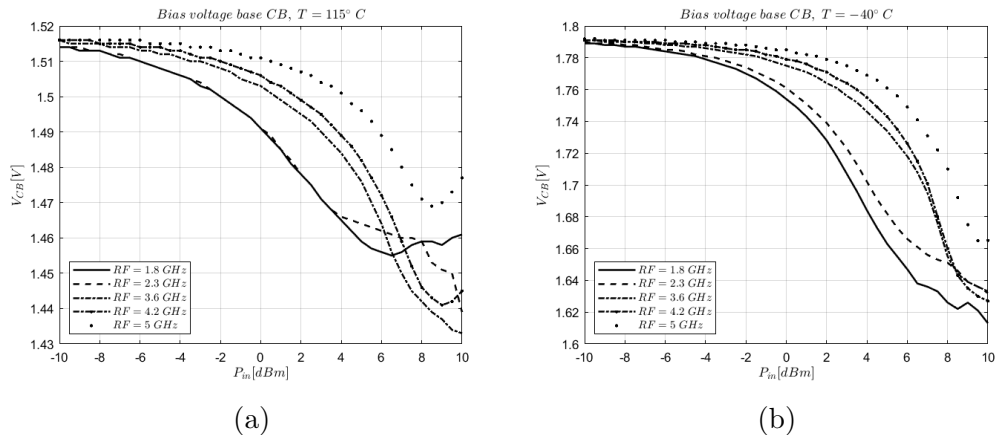 Bias voltage base CB, T = 115° C
1.52
1.51
1.5
1.49
1.48
1.47
1.46
1.45
1.44
1.43
V_CB[V]
RF = 1.8 GHz
RF = 2.3 GHz
RF = 3.6 GHz
RF = 4.2 GHz
RF = 5 GHz
-10 -8 -6 -4 -2 0 2 4 6 8 10
P_in[dBm]
(a)
Bias voltage base CB, T = −40° C
1.8
1.78
1.76
1.74
1.72
1.7
1.68
1.66
1.64
1.62
1.6
V_CB[V]
RF = 1.8 GHz
RF = 2.3 GHz
RF = 3.6 GHz
RF = 4.2 GHz
RF = 5 GHz
-10 -8 -6 -4 -2 0 2 4 6 8 10
P_in[dBm]
(b)